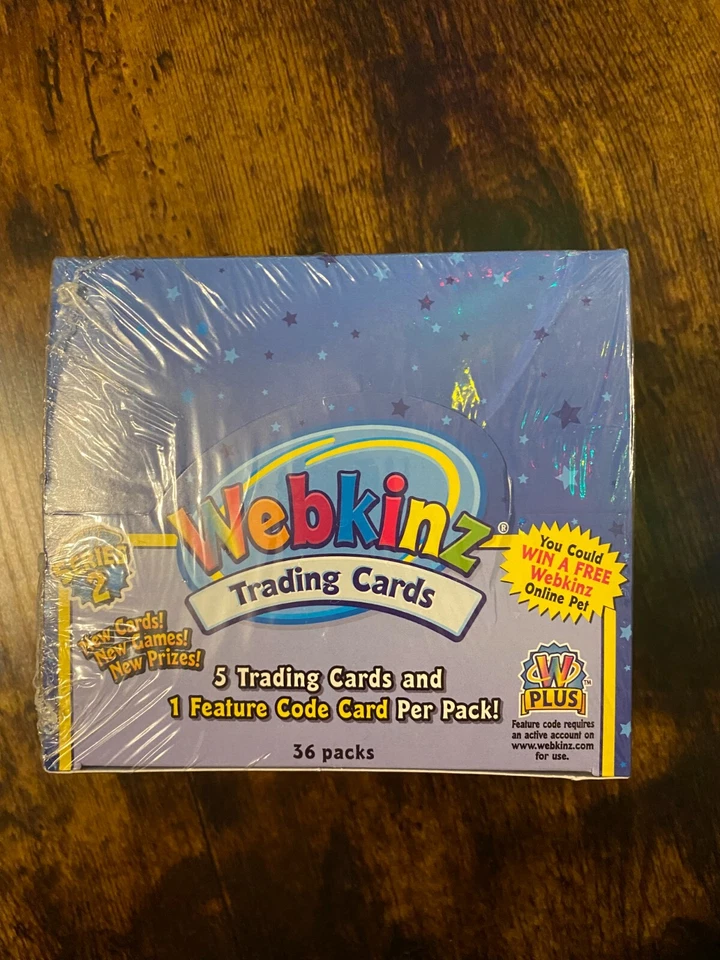 Webkinz®
Trading Cards
SERIES
2
You Could
WIN A FREE
Webkinz
Online Pet
New Cards!
New Games!
New Prizes!
5 Trading Cards and
1 Feature Code Card Per Pack!
36 packs
W
PLUS™
Feature code requires
an active account on
www.webkinz.com
for use.